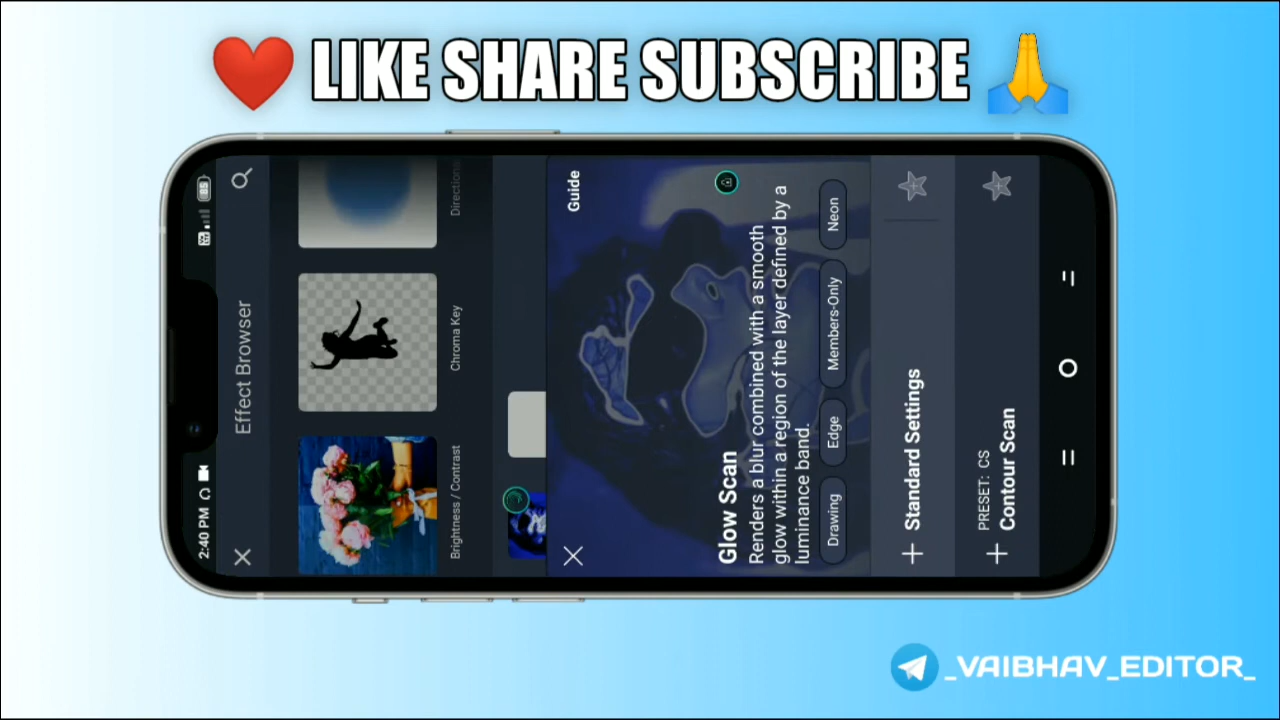 LIKE SHARE SUBSCRIBE
2:40 PM
85
Effect Browser
Brightness / Contrast
Chroma Key
Direction
Guide
Glow Scan
Renders a blur combined with a smooth
glow within a region of the layer defined by a
luminance band.
Drawing
Edge
Members-Only
Neon
Standard Settings
PRESET: CS
Contour Scan
_VAIBHAV_EDITOR_